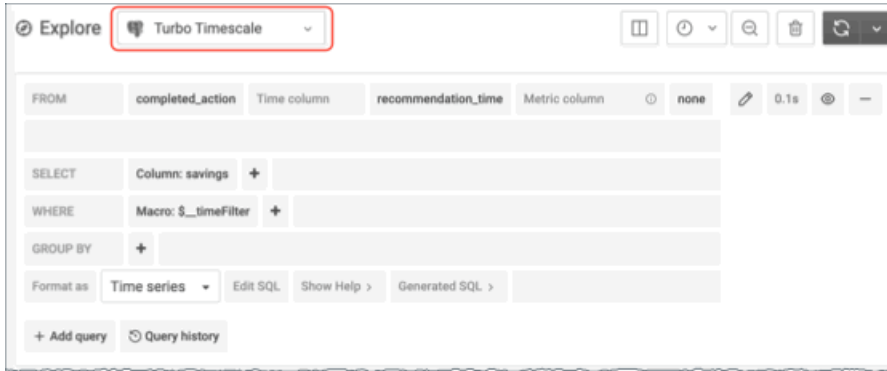 Explore Turbo Timescale
FROM completed_action Time column recommendation_time Metric column none 0.1s
SELECT Column: savings +
WHERE Macro: $__timeFilter +
GROUP BY +
Format as Time series Edit SQL Show Help > Generated SQL >
+ Add query Query history